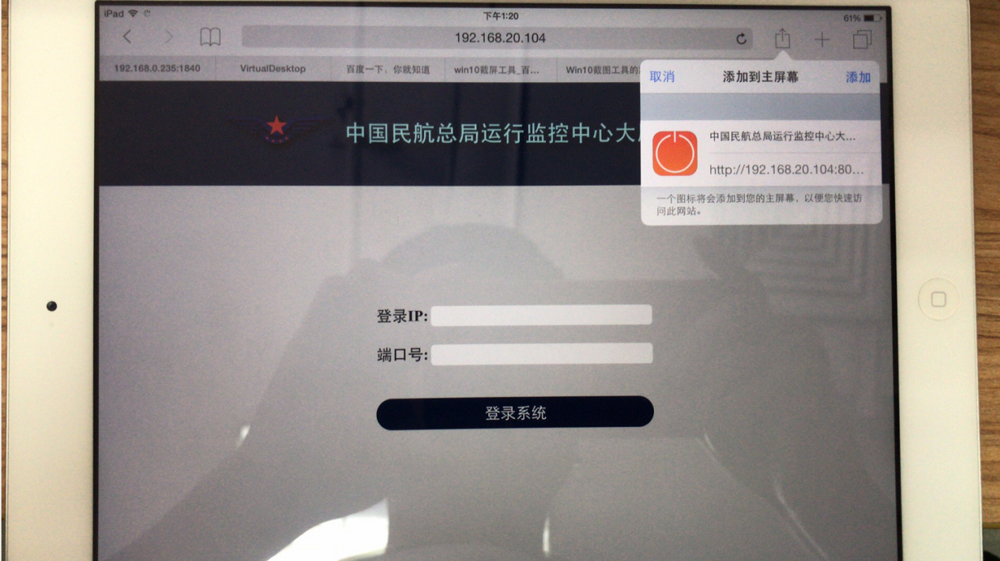 iPad 下午1:20 61%
192.168.20.104
192.168.0.235:1840 VirtualDesktop 百度一下,你就知道 win10截屏工具_百... Win10截图工具的
取消 添加到主屏幕 添加
中国民航总局运行监控中心大
中国民航总局运行监控中心大...
http://192.168.20.104:80...
一个图标将会添加到您的主屏幕,以便您快速访
问此网站。
登录IP:
端口号:
登录系统